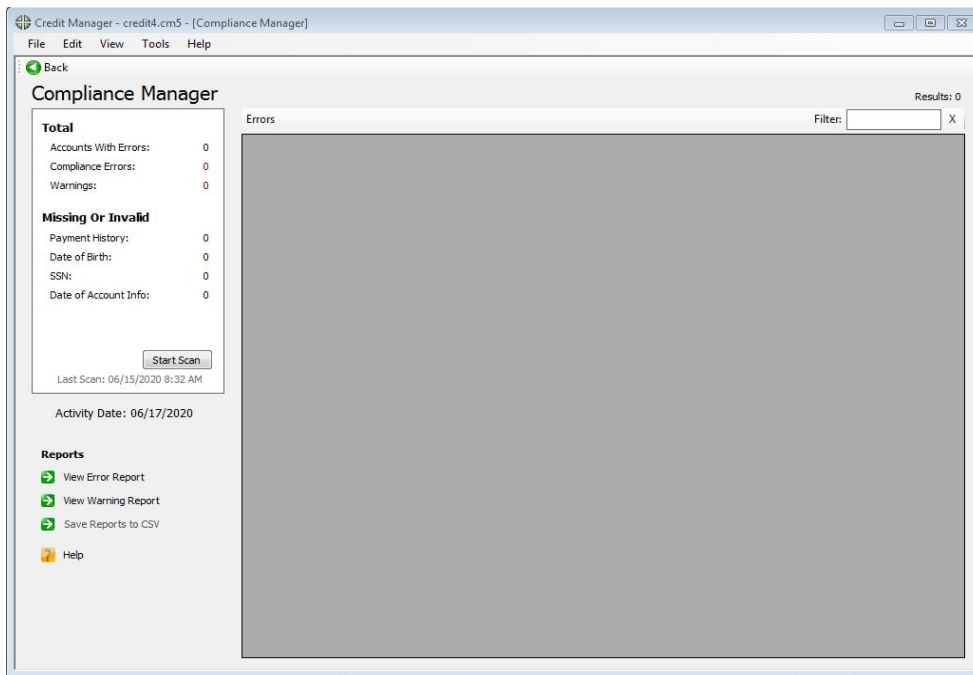 Credit Manager - credit4.cm5 - [Compliance Manager]
File Edit View Tools Help
Back
Compliance Manager
Results: 0
Total
Accounts With Errors: 0
Compliance Errors: 0
Warnings: 0
Missing Or Invalid
Payment History: 0
Date of Birth: 0
SSN: 0
Date of Account Info: 0
Start Scan
Last Scan: 06/15/2020 8:32 AM
Activity Date: 06/17/2020
Reports
View Error Report
View Warning Report
Save Reports to CSV
? Help
Errors Filter: X